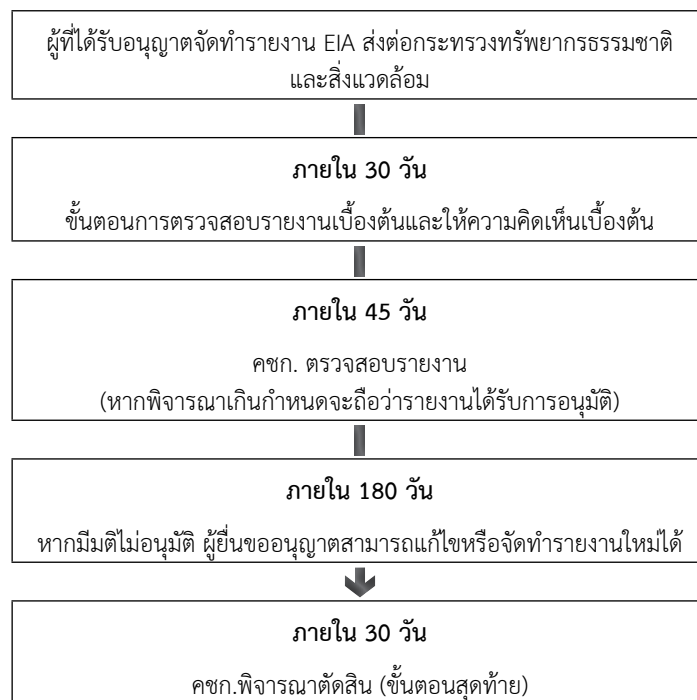 ผู้ที่ได้รับอนุญาตจัดทำรายงาน EIA ส่งต่อกระทรวงทรัพยากรธรรมชาติ
และสิ่งแวดล้อม
ภายใน 30 วัน
ขั้นตอนการตรวจสอบรายงานเบื้องต้นและให้ความคิดเห็นเบื้องต้น
ภายใน 45 วัน
คชก. ตรวจสอบรายงาน
(หากพิจารณาเกินกำหนดจะถือว่ารายงานได้รับการอนุมัติ)
ภายใน 180 วัน
หากมีมติไม่อนุมัติ ผู้ยื่นขออนุญาตสามารถแก้ไขหรือจัดทำรายงานใหม่ได้
ภายใน 30 วัน
คชก.พิจารณาตัดสิน (ขั้นตอนสุดท้าย)